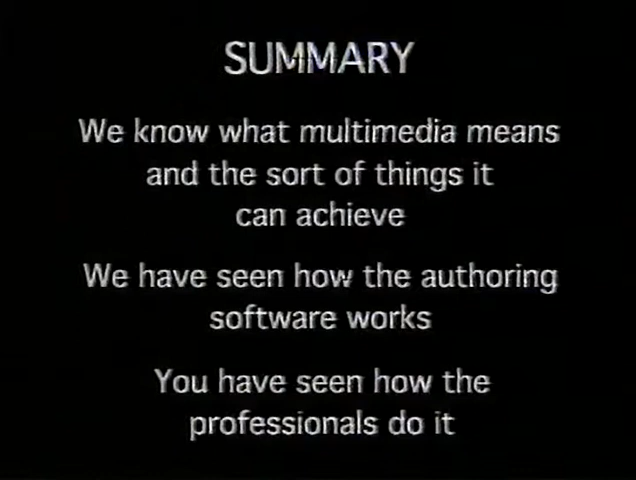 SUMMARY
We know what multimedia means
and the sort of things it
can achieve
We have seen how the authoring
software works
You have seen how the
professionals do it